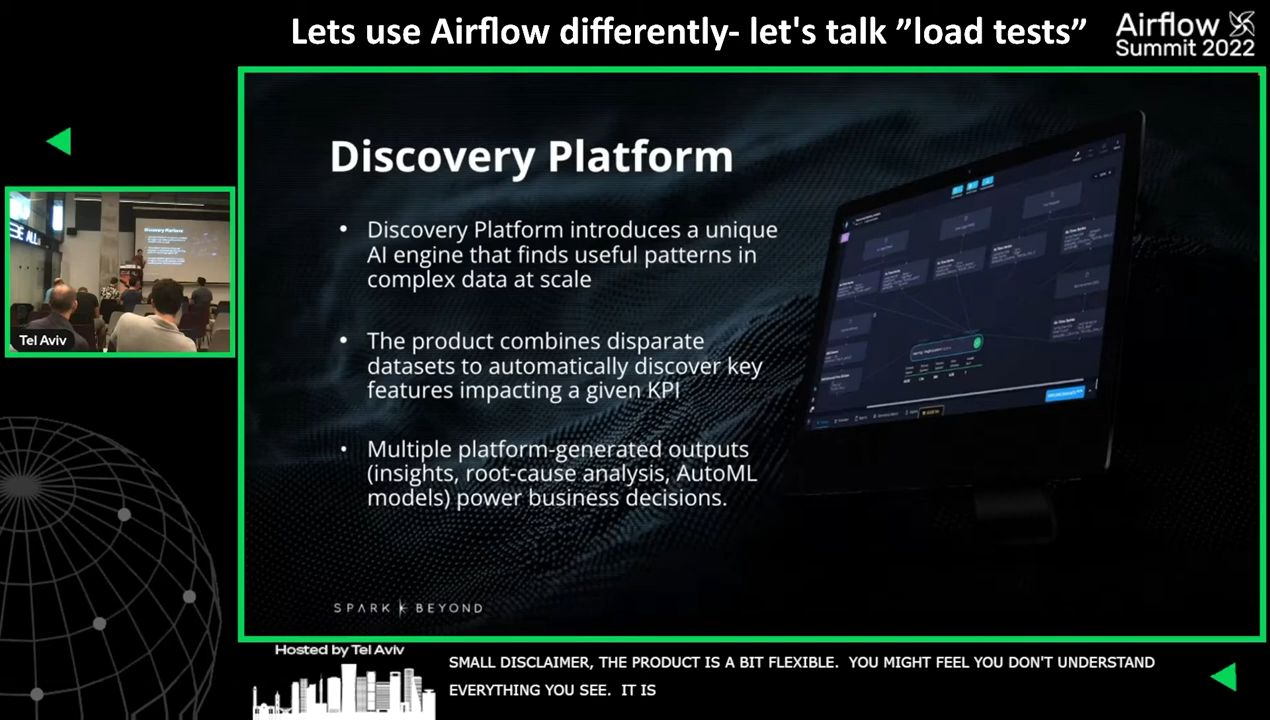 Lets use Airflow differently- let's talk ”load tests”
Airflow
Summit 2022
Discovery Platform
• Discovery Platform introduces a unique
AI engine that finds useful patterns in
complex data at scale
• The product combines disparate
datasets to automatically discover key
features impacting a given KPI
• Multiple platform-generated outputs
(insights, root-cause analysis, AutoML
models) power business decisions.
SPARK BEYOND
Discovery Platform
Tel Aviv
Hosted by Tel Aviv
SMALL DISCLAIMER, THE PRODUCT IS A BIT FLEXIBLE. YOU MIGHT FEEL YOU DON'T UNDERSTAND
EVERYTHING YOU SEE. IT IS